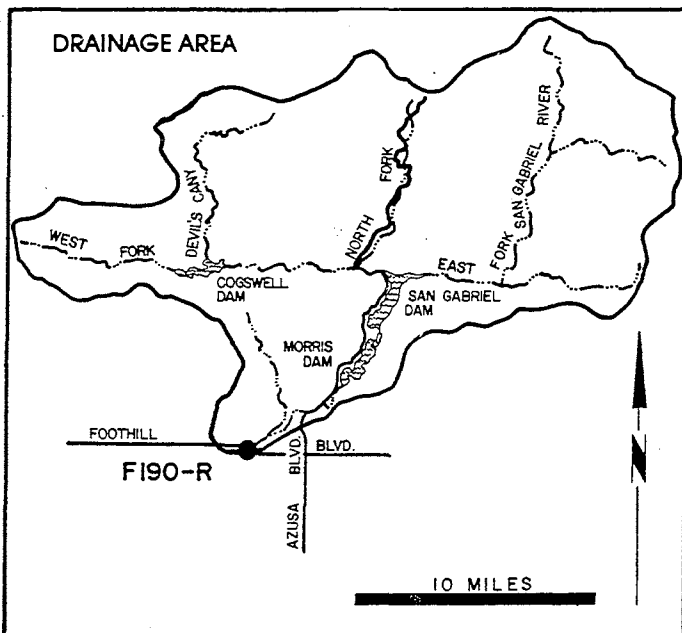 DRAINAGE AREA
WEST
FORK
DEVIL'S CANY
COGSWELL
DAM
NORTH
FORK
EAST
FORK
SAN GABRIEL
RIVER
SAN GABRIEL
DAM
MORRIS
DAM
FOOTHILL
BLVD.
F190-R
AZUSA
BLVD.
N
10 MILES